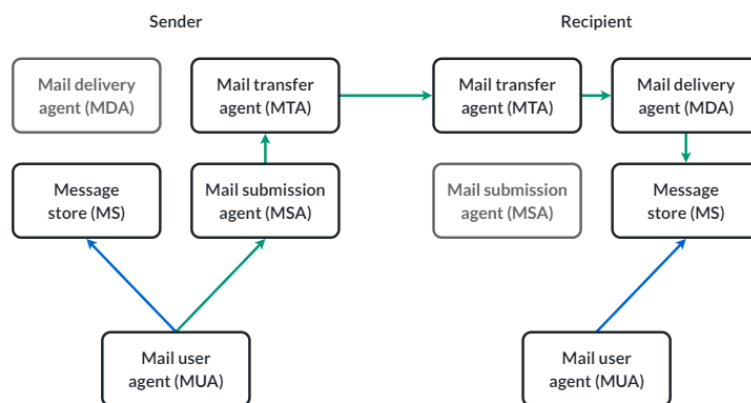 Sender
Recipient
Mail delivery
agent (MDA)
Mail transfer
agent (MTA)
Mail transfer
agent (MTA)
Mail delivery
agent (MDA)
Message
store (MS)
Mail submission
agent (MSA)
Mail submission
agent (MSA)
Message
store (MS)
Mail user
agent (MUA)
Mail user
agent (MUA)